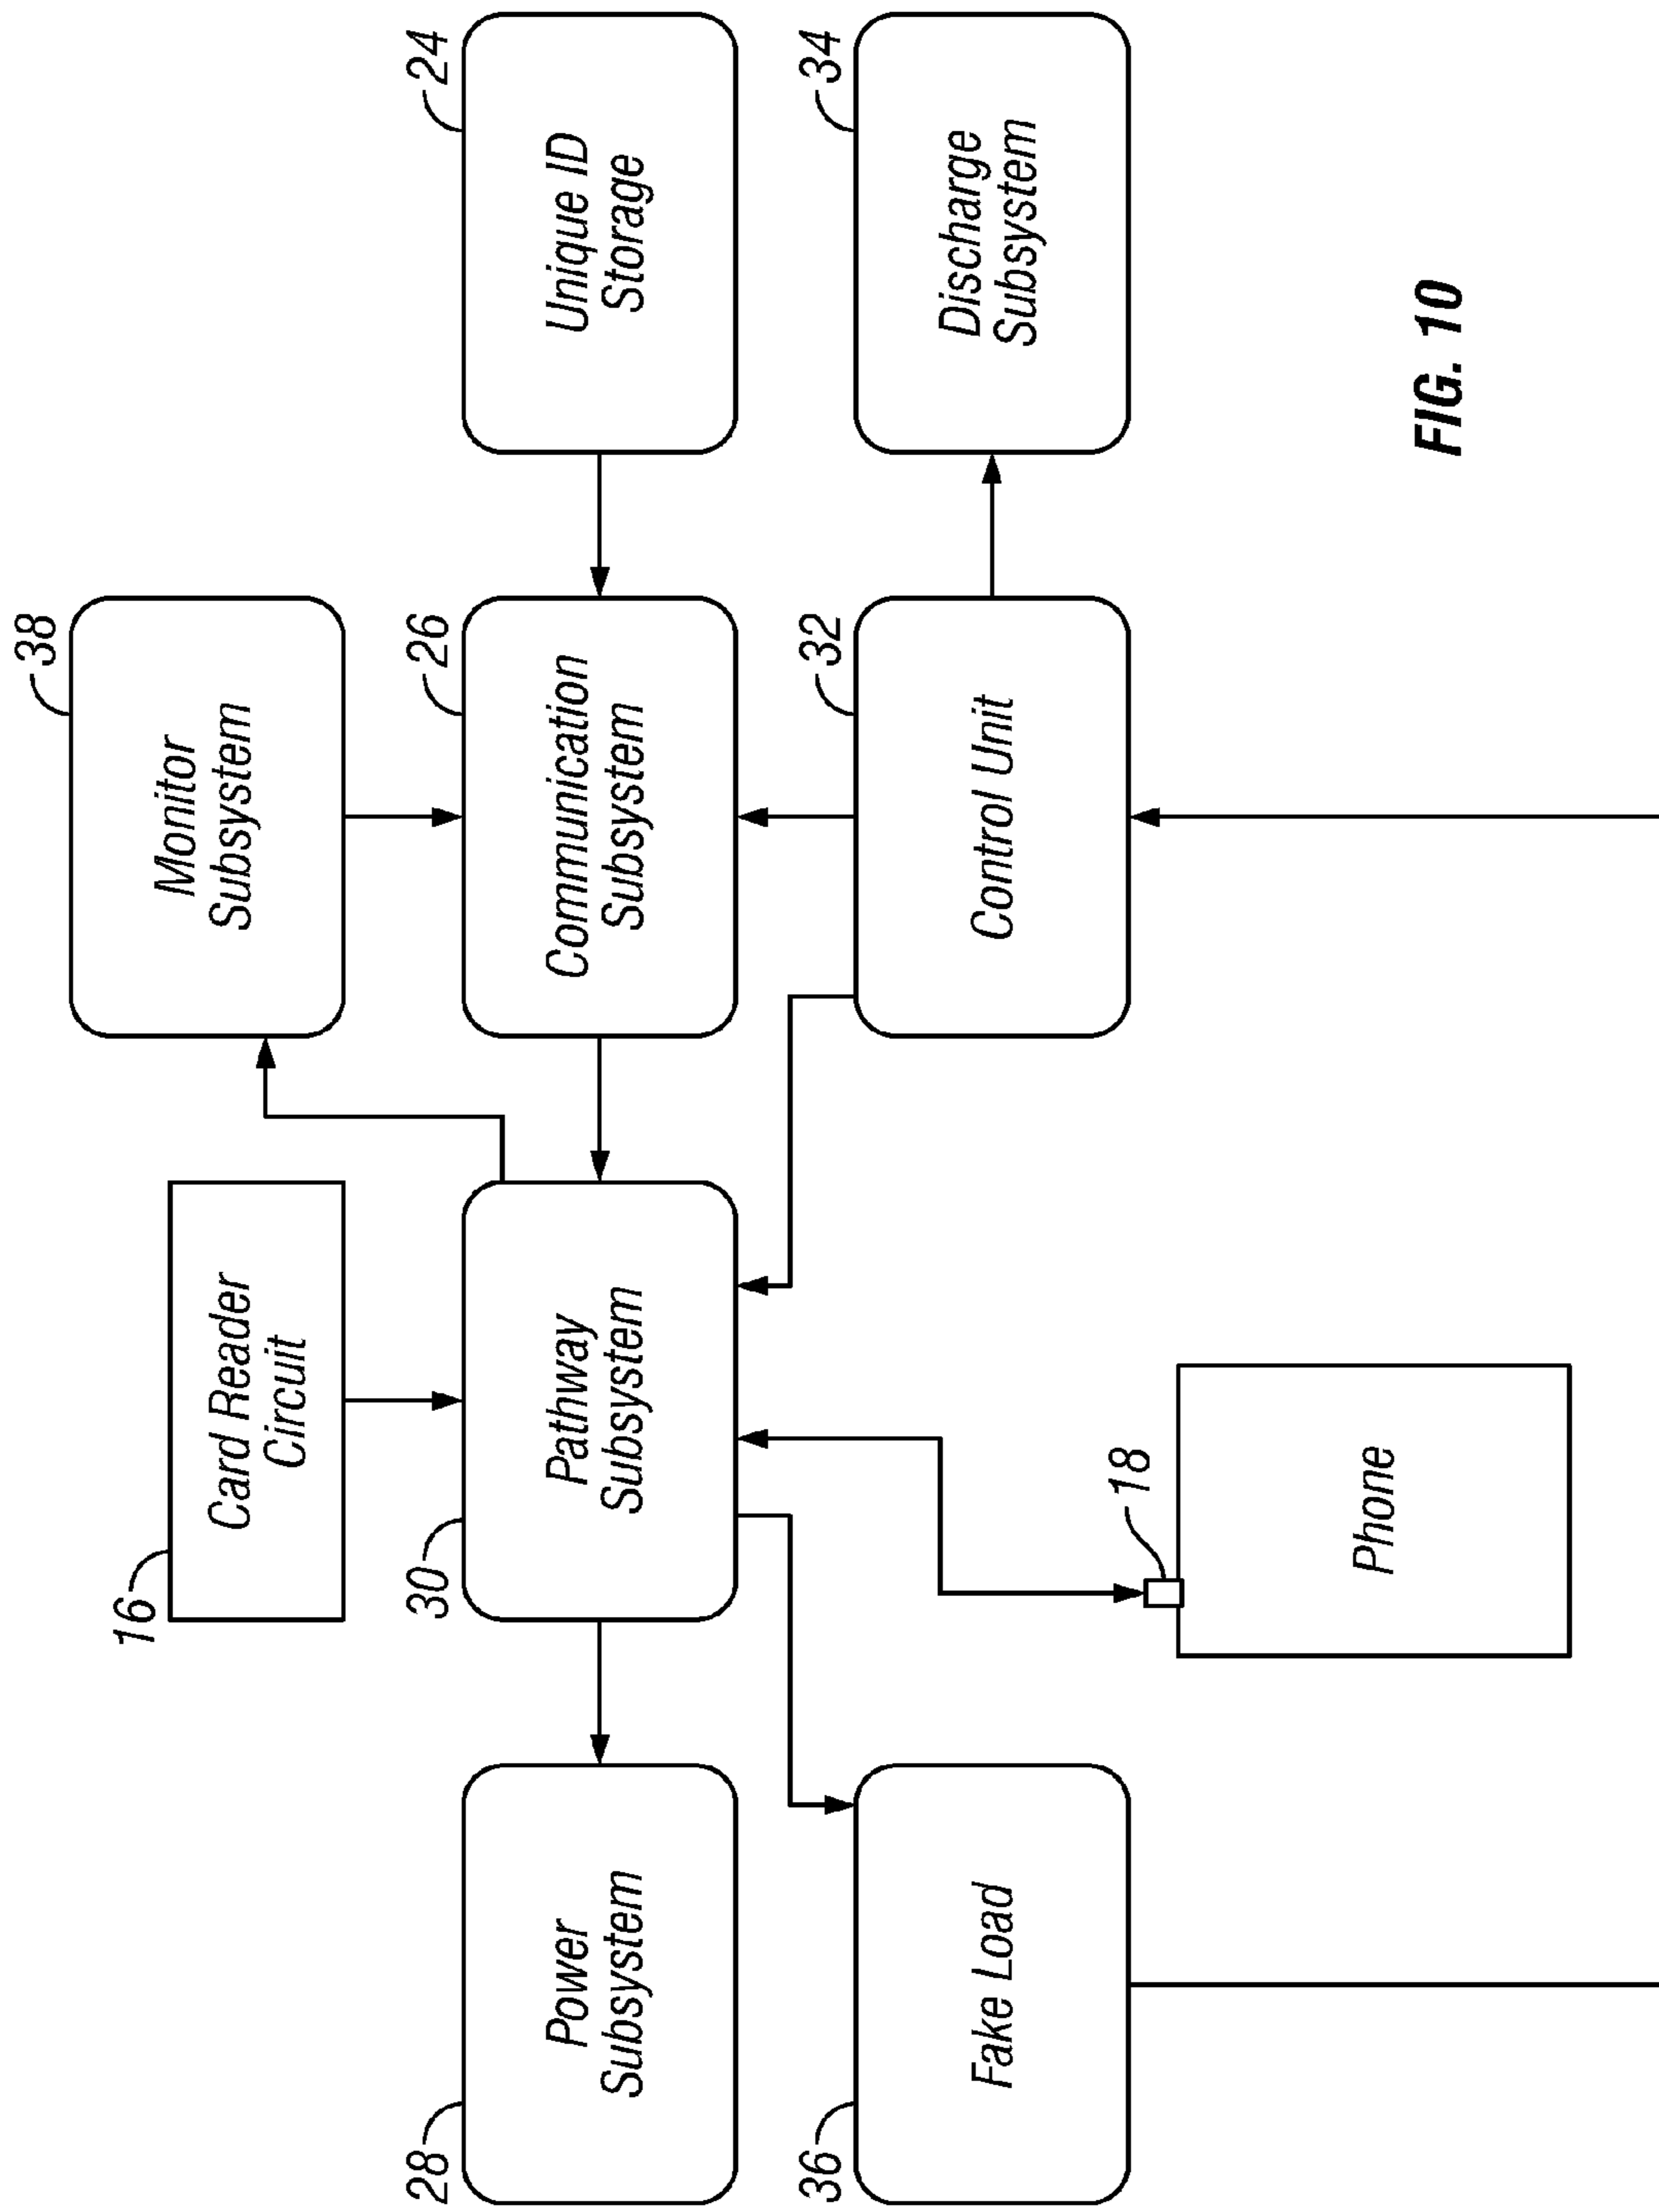 38
Monitor
Subsystem
16
Card Reader
Circuit
28
Power
Subsystem
30
Pathway
Subsystem
26
Communication
Subsystem
24
Unique ID
Storage
36
Fake Load
32
Control Unit
34
Discharge
Subsystem
18
Phone
FIG. 10